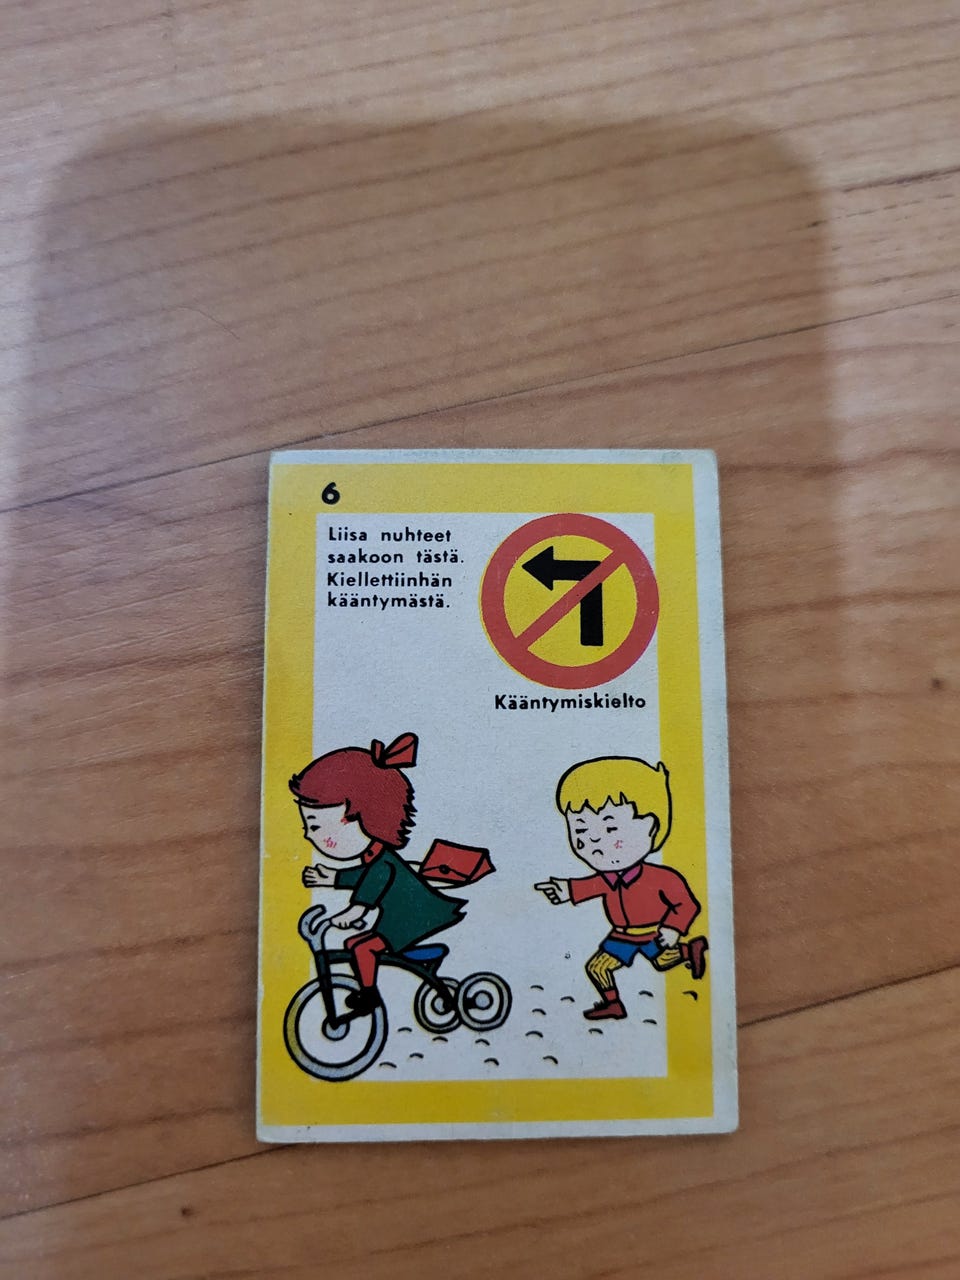 6
Liisa nuhteet
saakoon tästä.
Kiellettiinhän
kääntymästä.
Kääntymiskielto